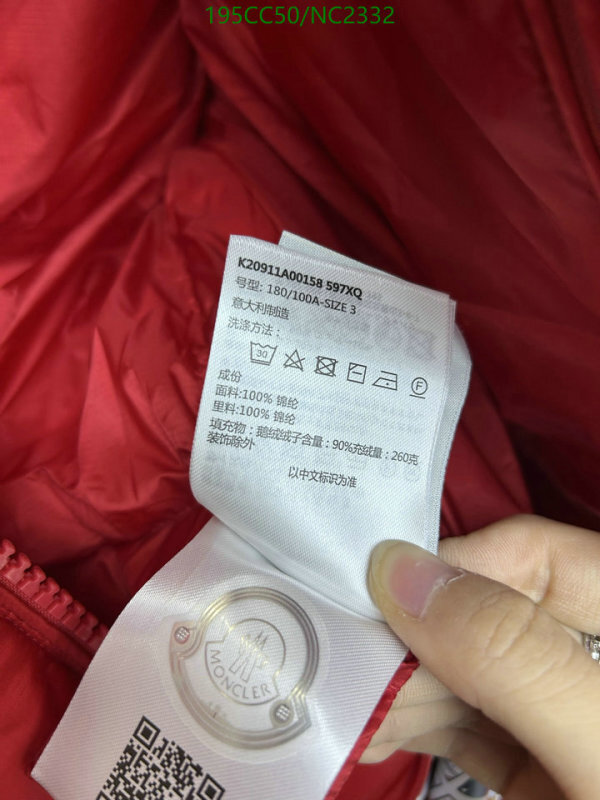 195CC50/NC2332
K20911A00158 597XQ
号型: 180/100A-SIZE 3
意大利制造
洗涤方法：
30
F
成份
面料:100% 锦纶
里料:100% 锦纶
填充物：鹅绒绒子含量：90%充绒量：260克
装饰除外
以中文标识为准
MONCLER